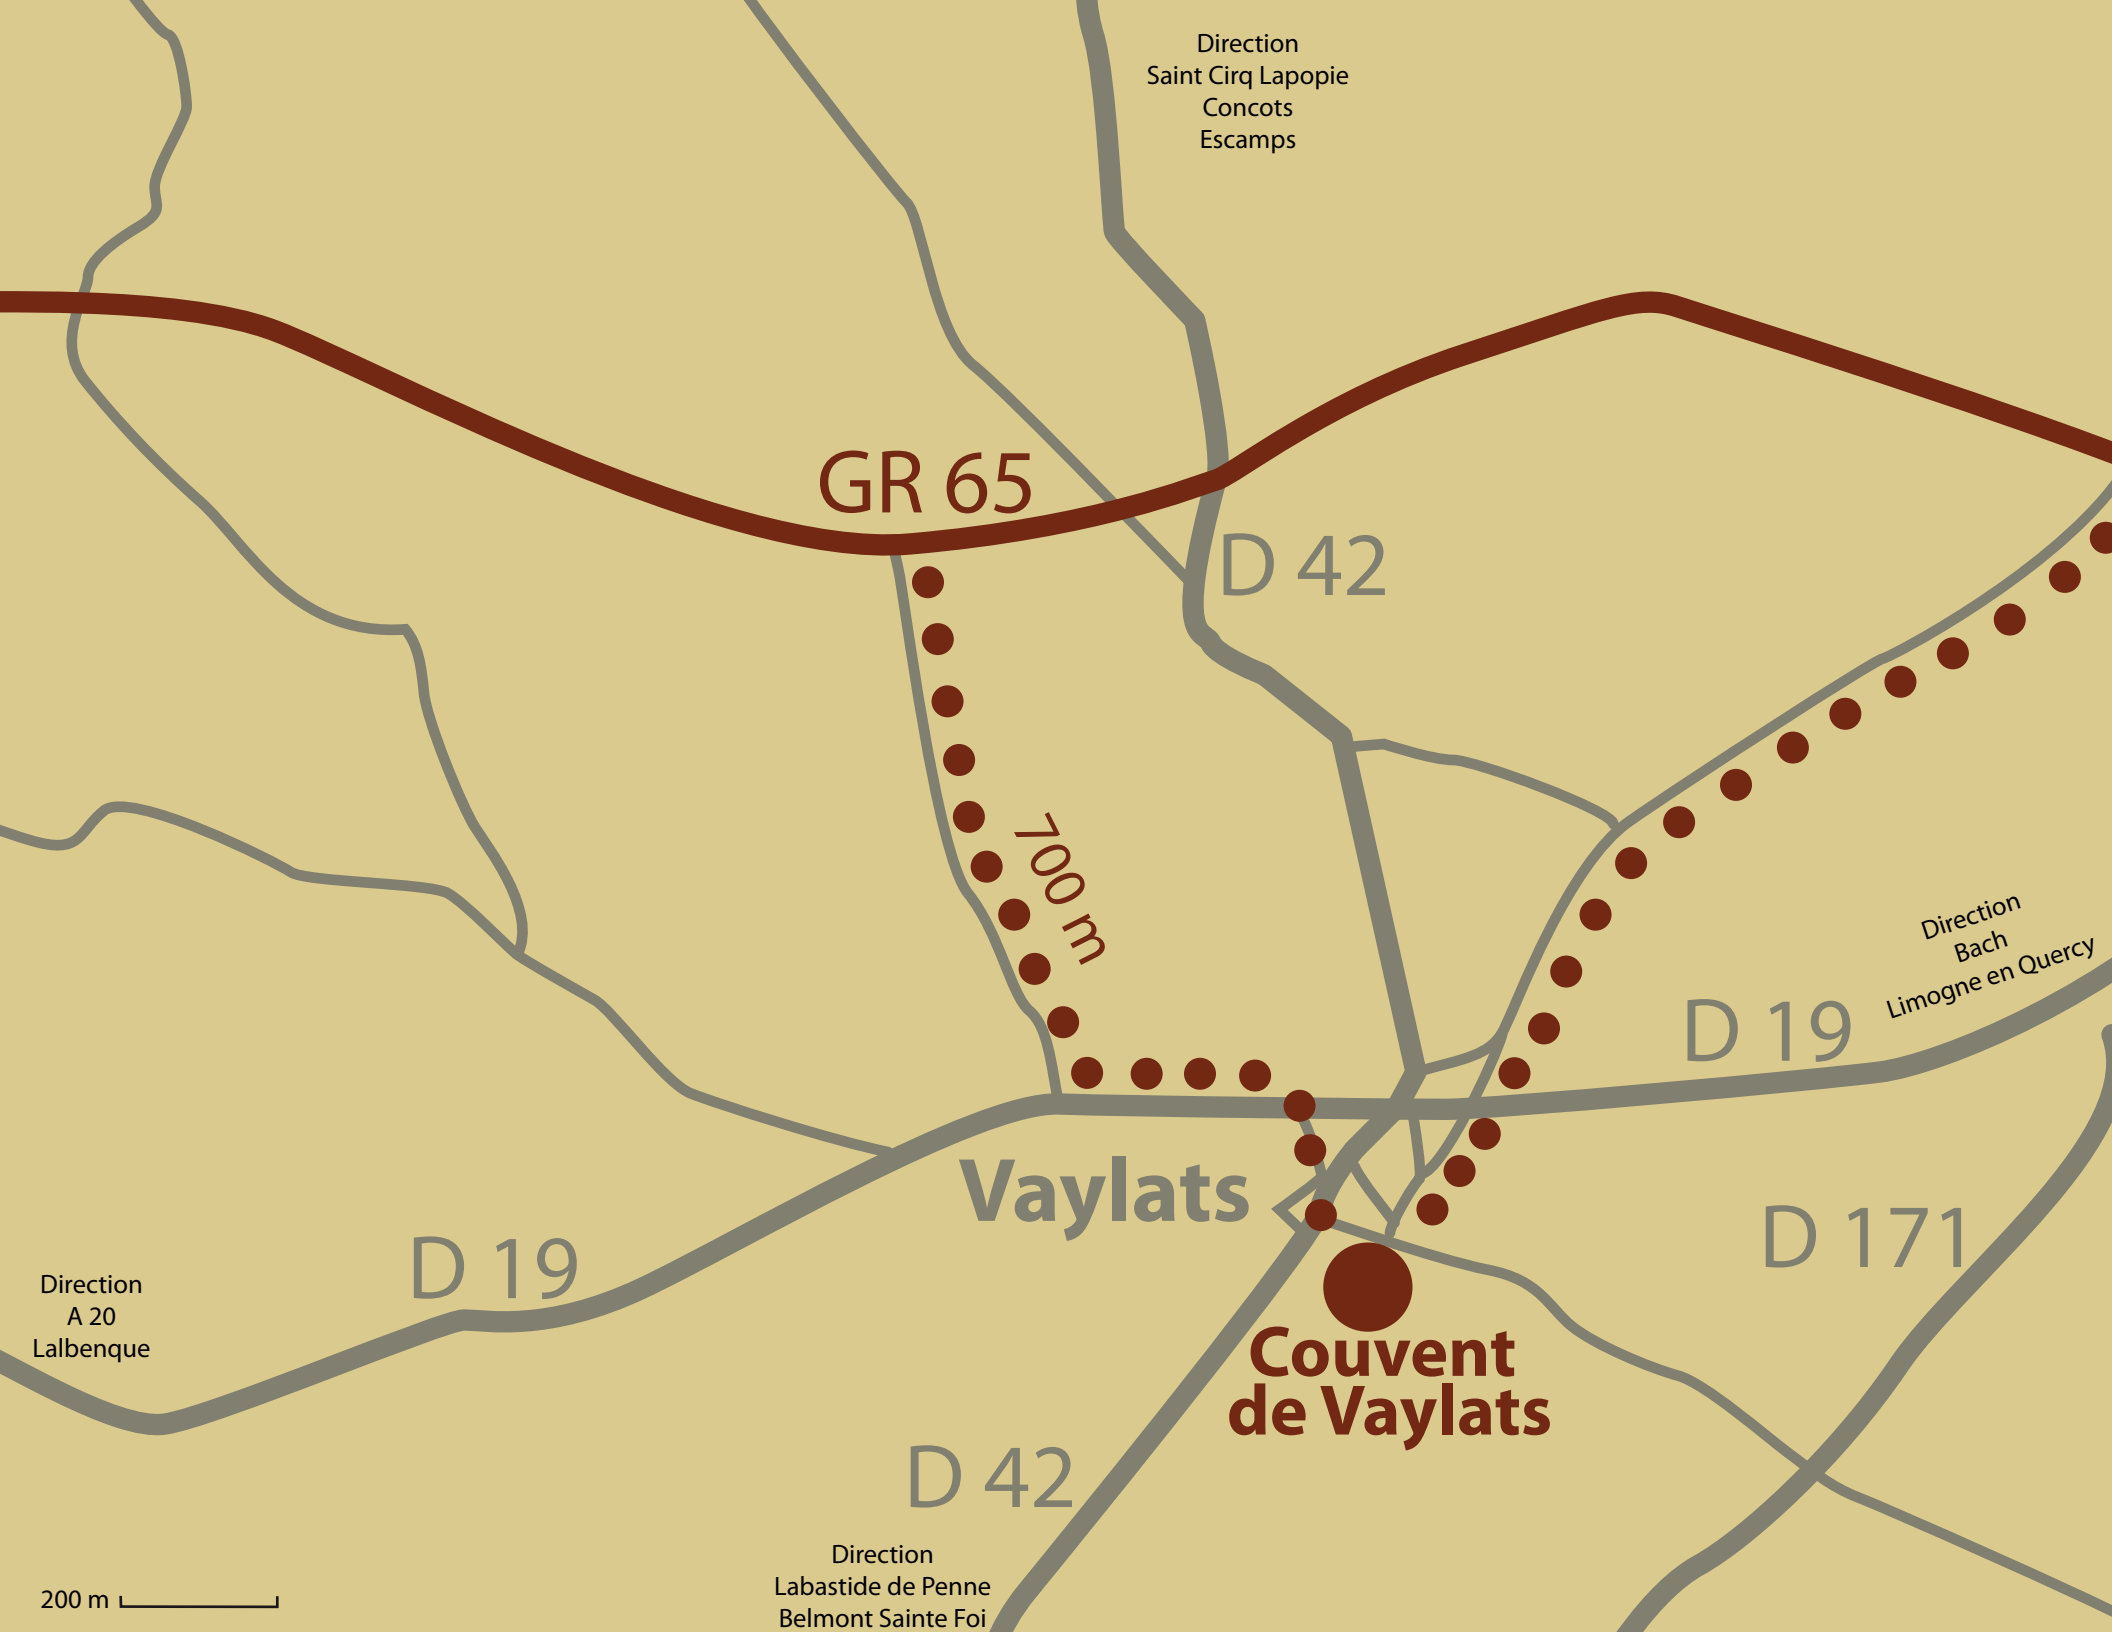 Direction
Saint Cirq Lapopie
Concots
Escamps
GR 65
D 42
700 m
Direction
Bach
Limogne en Quercy
D 19
Vaylats
D 171
D 19
Direction
A 20
Lalbenque
Couvent
de Vaylats
D 42
Direction
Labastide de Penne
Belmont Sainte Foi
200 m